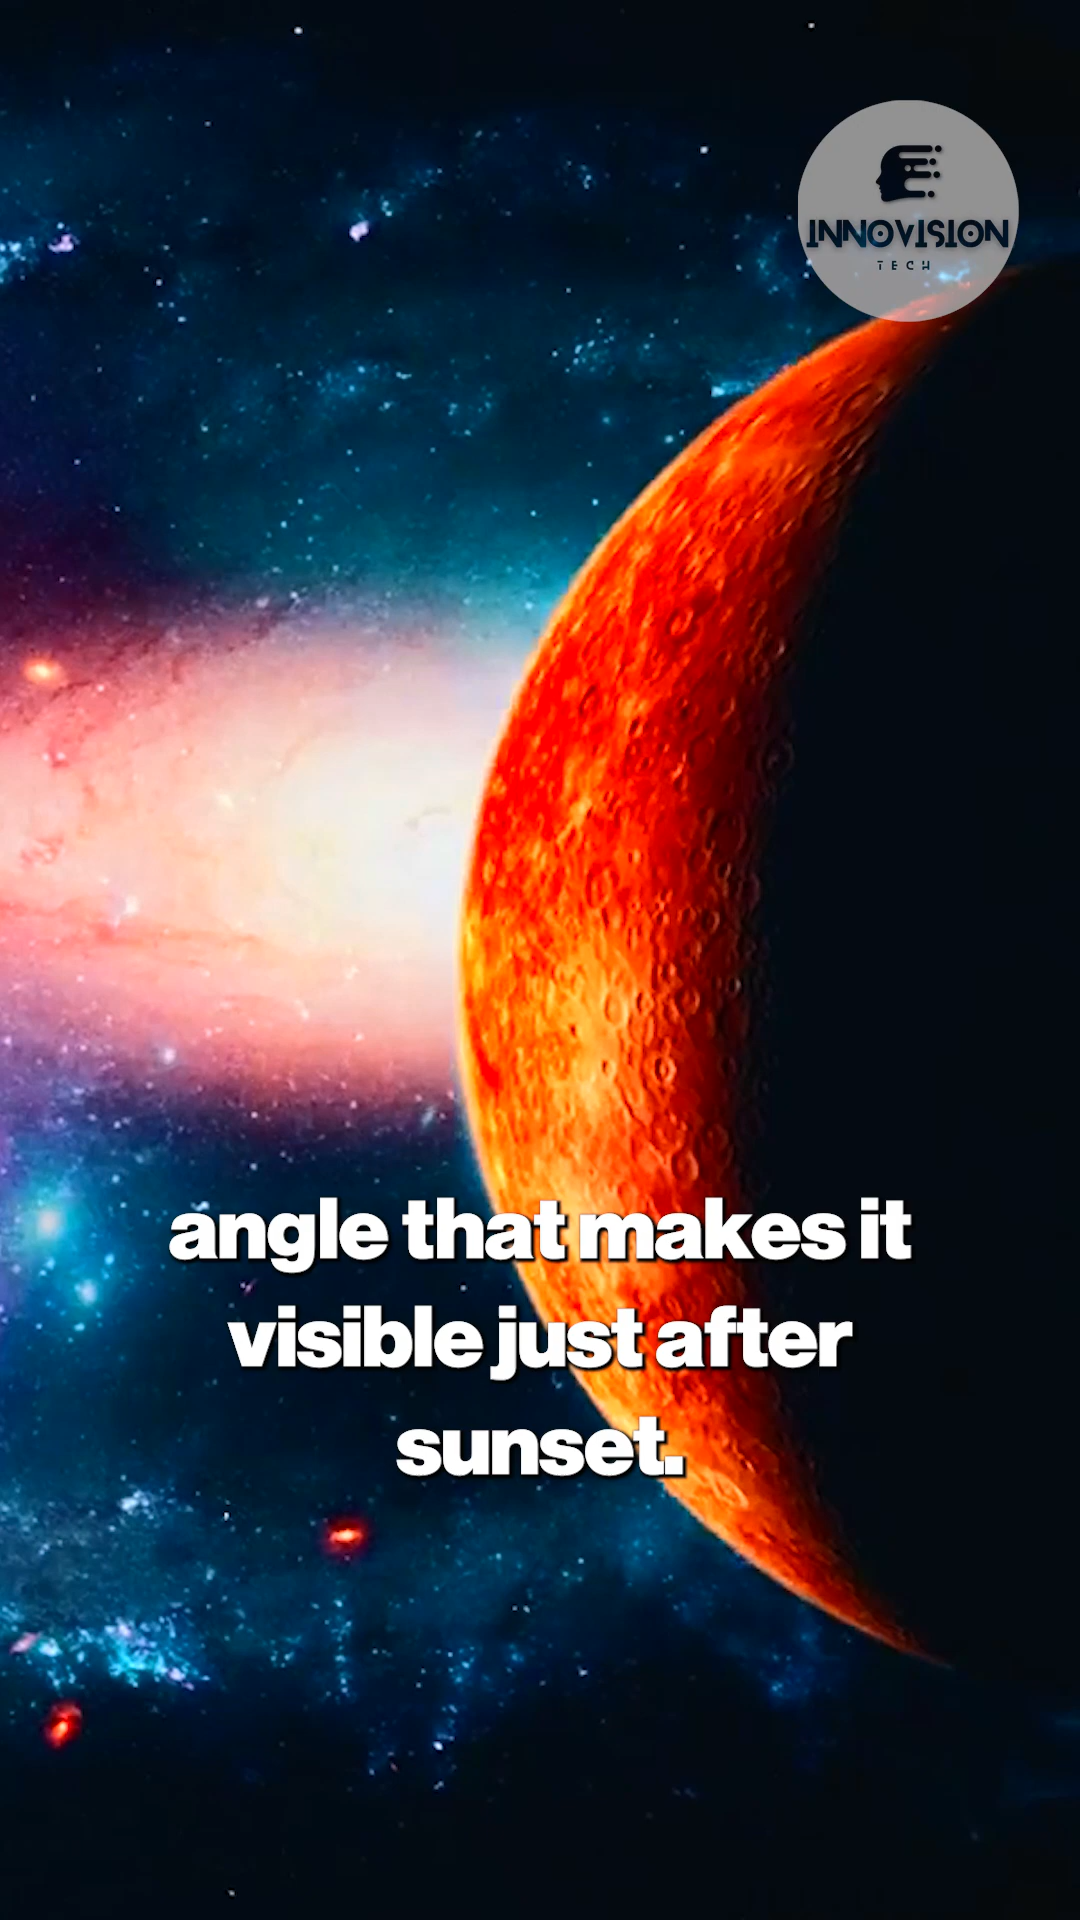 INNOVISION
TECH
angle that makes it
visible just after
sunset.